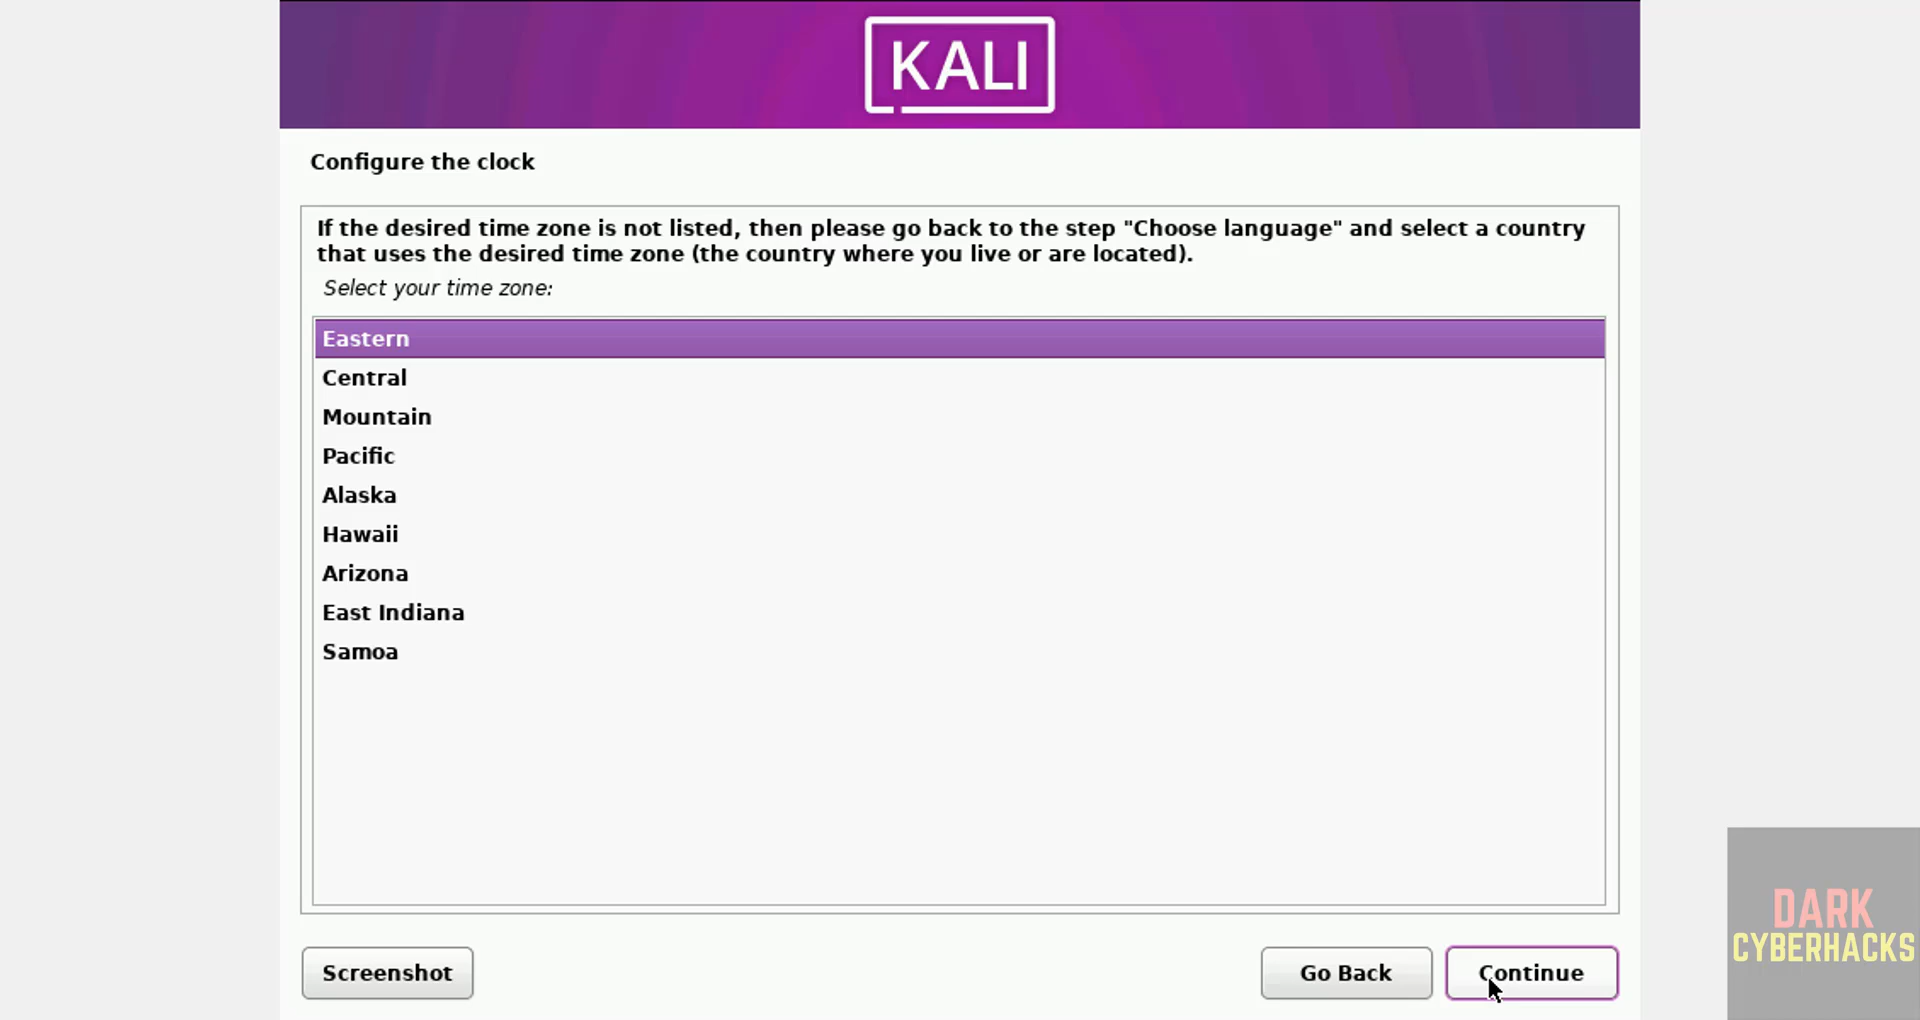 KALI
Configure the clock
If the desired time zone is not listed, then please go back to the step "Choose language" and select a country
that uses the desired time zone (the country where you live or are located).
Select your time zone:
Eastern
Central
Mountain
Pacific
Alaska
Hawaii
Arizona
East Indiana
Samoa
Screenshot
Go Back
Continue
DARK
CYBERHACKS